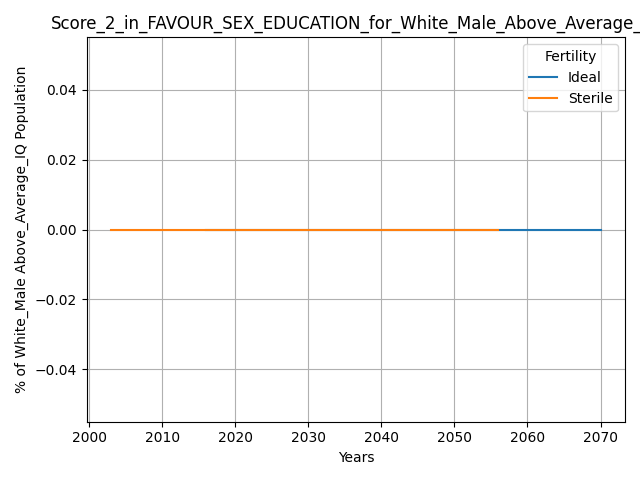 Score_2_in_FAVOUR_SEX_EDUCATION_for_White_Male_Above_Average_
Fertility
Ideal
Sterile
% of White_Male Above_Average_IQ Population
0.04
0.02
0.00
−0.02
−0.04
2000 2010 2020 2030 2040 2050 2060 2070
Years